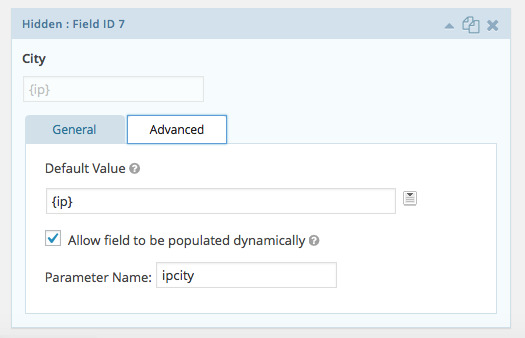 Hidden : Field ID 7
City
{ip}
General Advanced
Default Value
{ip}
Allow field to be populated dynamically
Parameter Name: ipcity